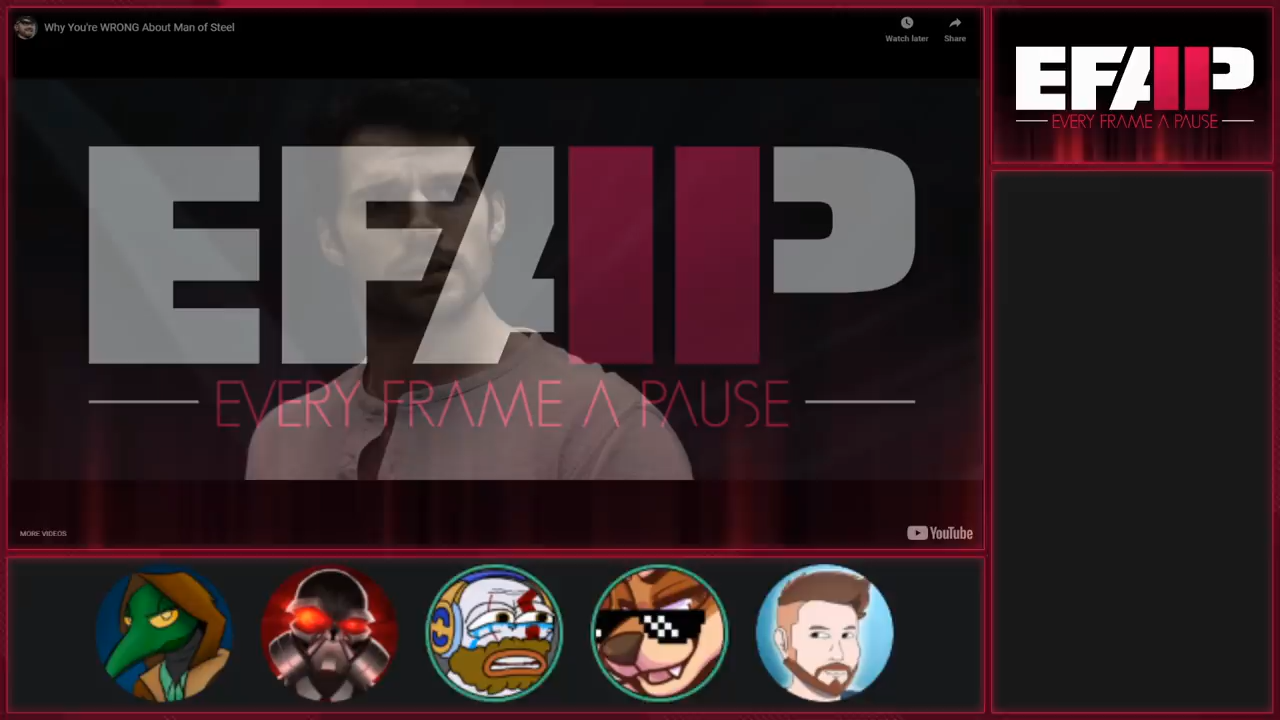 Why You're WRONG About Man of Steel
Watch later
Share
EFAP
EVERY FRAME A PAUSE
EFAP
EVERY FRAME A PAUSE
MORE VIDEOS
YouTube